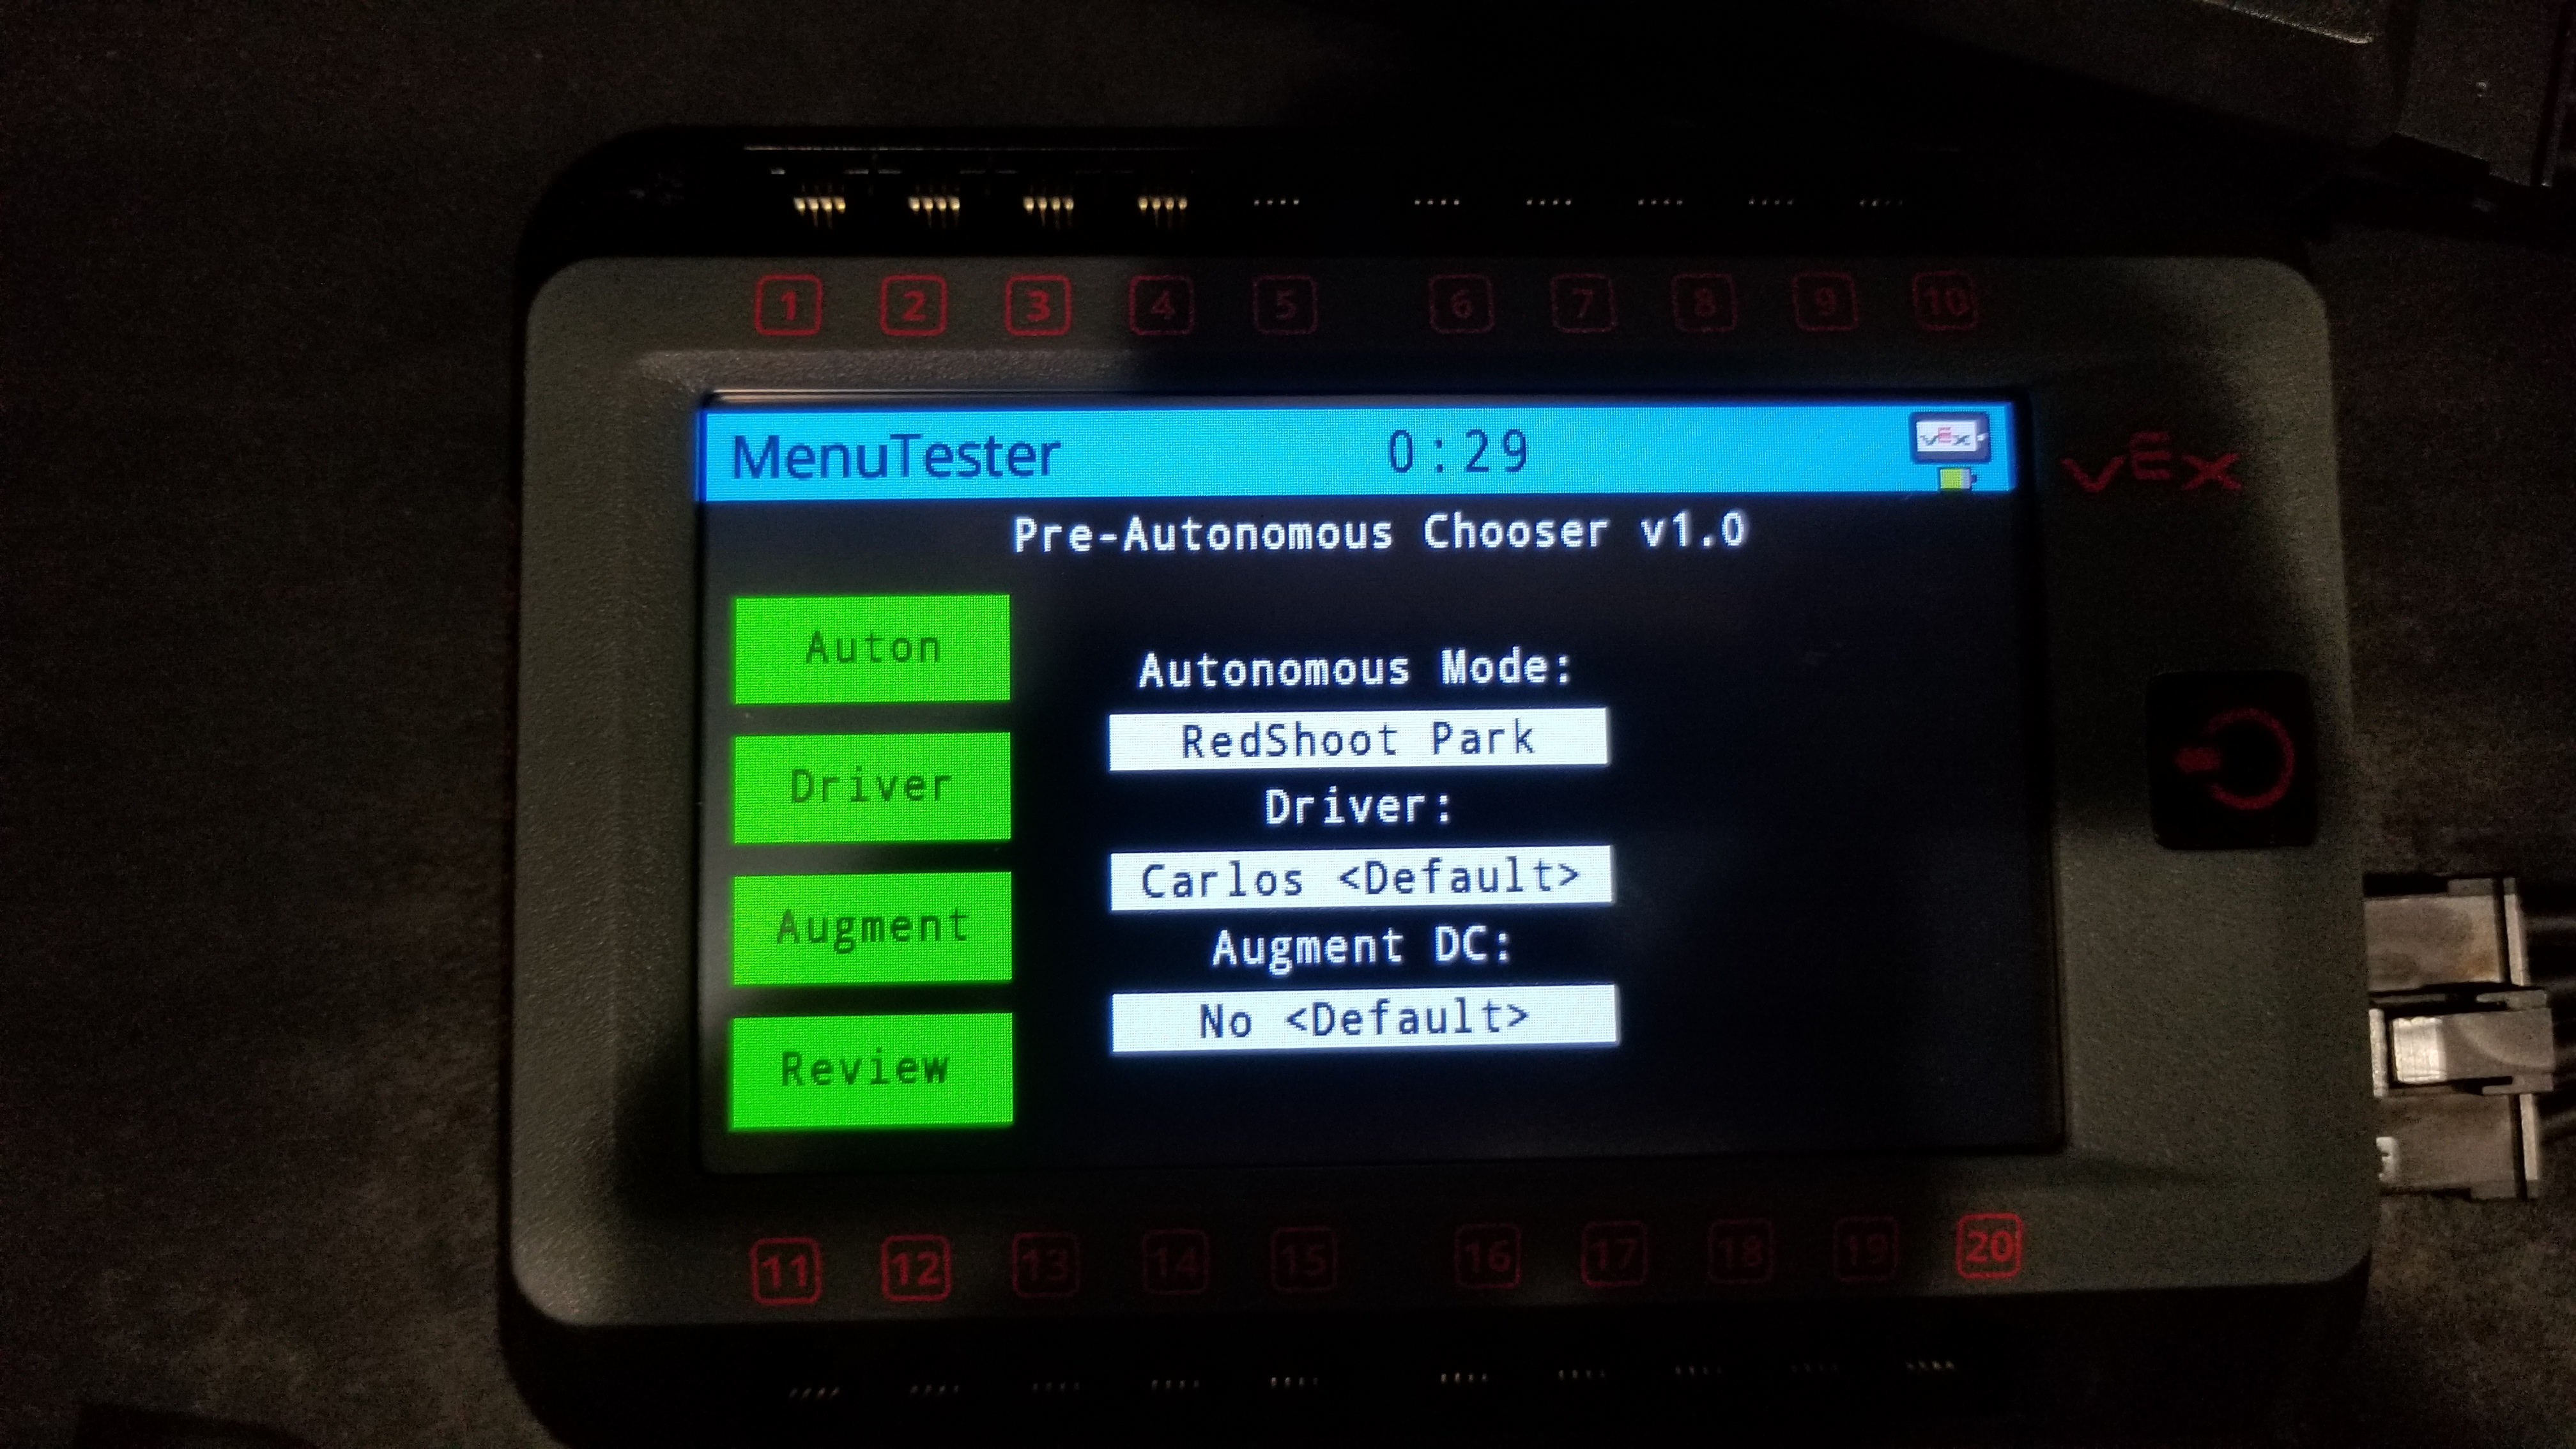 1 2 3 4 5 6 7 8 9 10
MenuTester 0:29 VEX
Pre-Autonomous Chooser v1.0
VEX
Auton
Autonomous Mode:
RedShoot Park
Driver
Driver:
Carlos <Default>
Augment
Augment DC:
No <Default>
Review
11 12 13 14 15 16 17 18 19 20